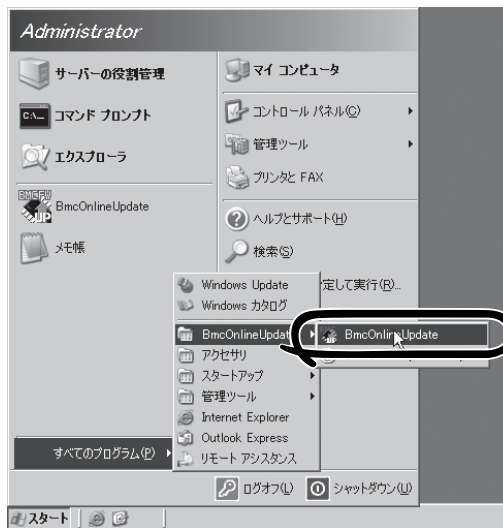 Administrator
サーバーの役割管理
コマンド プロンプト
エクスプローラ
BmcOnlineUpdate
メモ帳
マイ コンピュータ
コントロール パネル(C)
管理ツール
プリンタと FAX
ヘルプとサポート(H)
検索(S)
定して実行(R)...
Windows Update
Windows カタログ
BmcOnlineUpdat
アクセサリ
スタートアップ
管理ツール
Internet Explorer
Outlook Express
リモート アシスタンス
BmcOnlineUpdate
すべてのプログラム(P)
ログオフ(L)
シャットダウン(U)
スタート